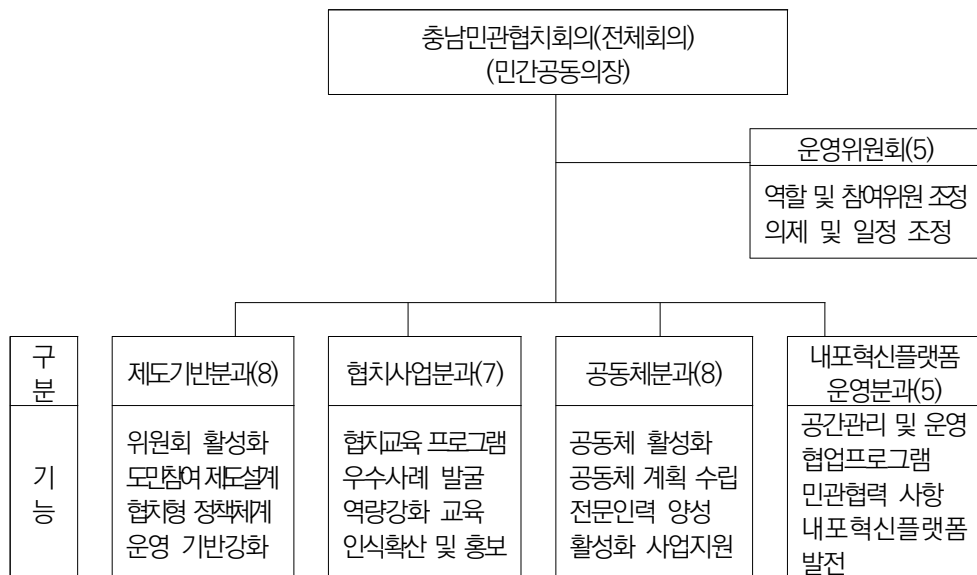 충남민관협치회의(전체회의)
(민간공동의장)
운영위원회(5)
역할 및 참여위원 조정
의제 및 일정 조정
구
분
제도기반분과(8)
협치사업분과(7)
공동체분과(8)
내포혁신플랫폼
운영분과(5)
기
능
위원회 활성화
도민참여 제도설계
협치형 정책체계
운영 기반강화
협치교육 프로그램
우수사례 발굴
역량강화 교육
인식확산 및 홍보
공동체 활성화
공동체 계획 수립
전문인력 양성
활성화 사업지원
공간관리 및 운영
협업프로그램
민관협력 사항
내포혁신플랫폼
발전